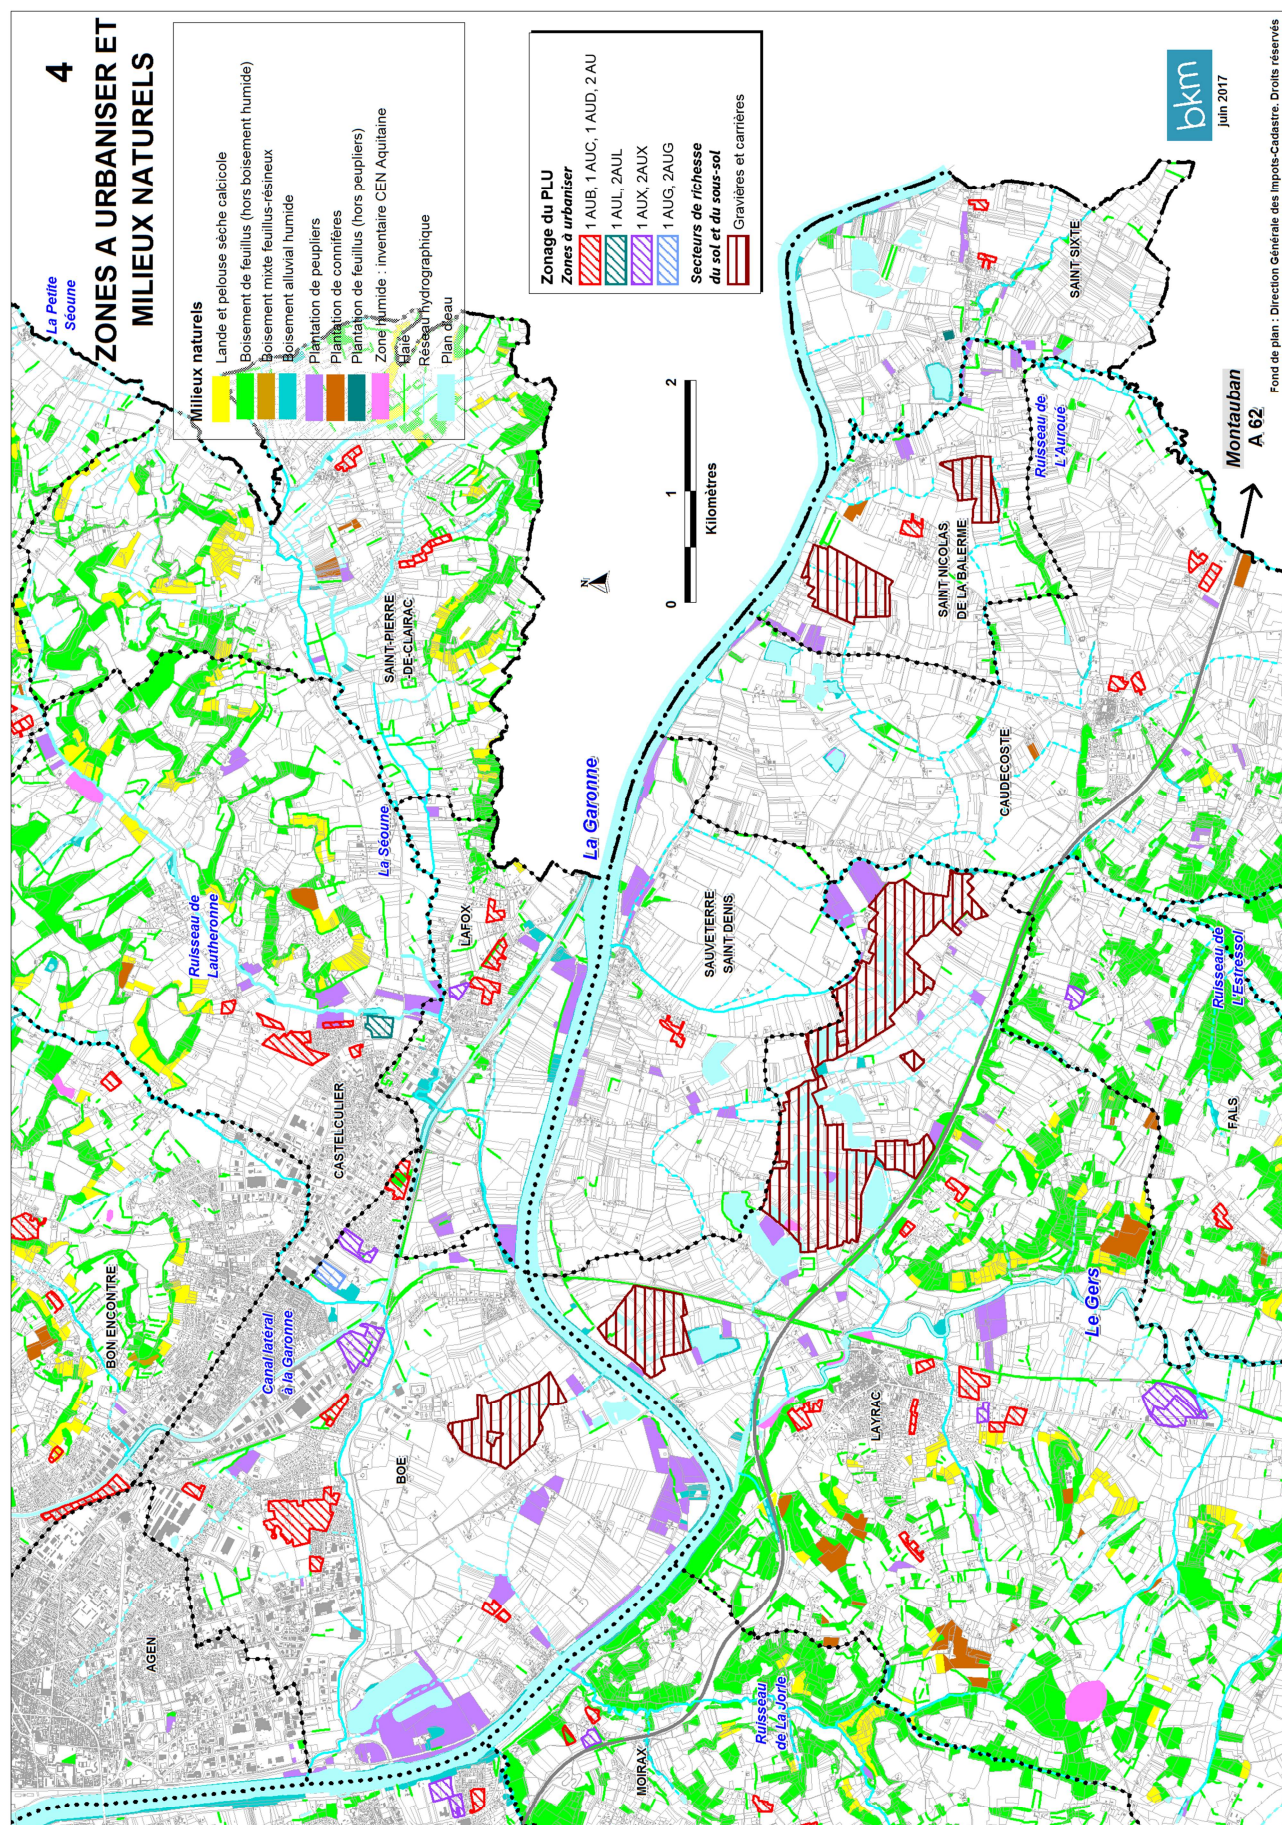 4
ZONES A URBANISER ET
MILIEUX NATURELS
Milieux naturels
Lande et pelouse sèche calcicole
Boisement de feuillus (hors boisement humide)
Boisement mixte feuillus-résineux
Boisement alluvial humide
Plantation de peupliers
Plantation de connifères
Plantation de feuillus (hors peupliers)
Zone humide : inventaire CEN Aquitaine
Haie
Réseau hydrographique
Plan d'eau
Zonage du PLU
Zones à urbaniser
1 AUB, 1 AUC, 1 AUD, 2 AU
1 AUL, 2AUL
1 AUX, 2AUX
1 AUG, 2AUG
Secteurs de richesse
du sol et du sous-sol
Gravières et carrières
bkm
juin 2017
Fond de plan : Direction Générale des Impots-Cadastre. Droits réservés
0
1
2
Kilomètres
N
La Petite
Séoune
SAINT-PIERRE
-DE-CLAIRAC
La Séoune
Ruisseau de
Lautheronne
LAFOX
La Garonne
CASTELCULIER
BON ENCONTRE
Canal latéral
à la Garonne
AGEN
BOE
SAUVETERRE
SAINT DENIS
SAINT NICOLAS
DE LA BALERME
SAINT SIXTE
Ruisseau de
L'Auroué
Montauban
A 62
CAUDECOSTE
Ruisseau de
L'Estressol
FALS
Le Gers
LAYRAC
Ruisseau
de La Jorle
MOIRAX